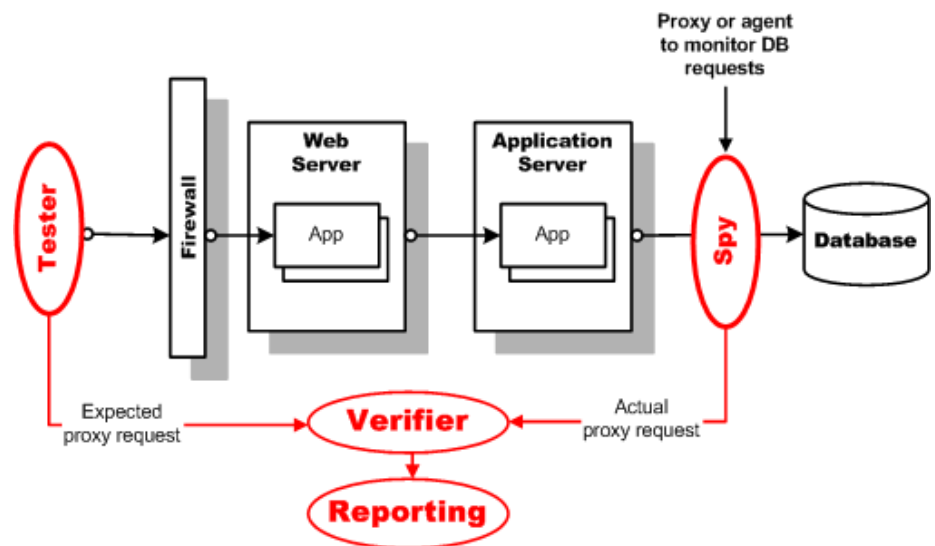 Proxy or agent
to monitor DB
requests
Tester
Firewall
Web
Server
App
Application
Server
App
Spy
Database
Expected
proxy request
Verifier
Actual
proxy request
Reporting